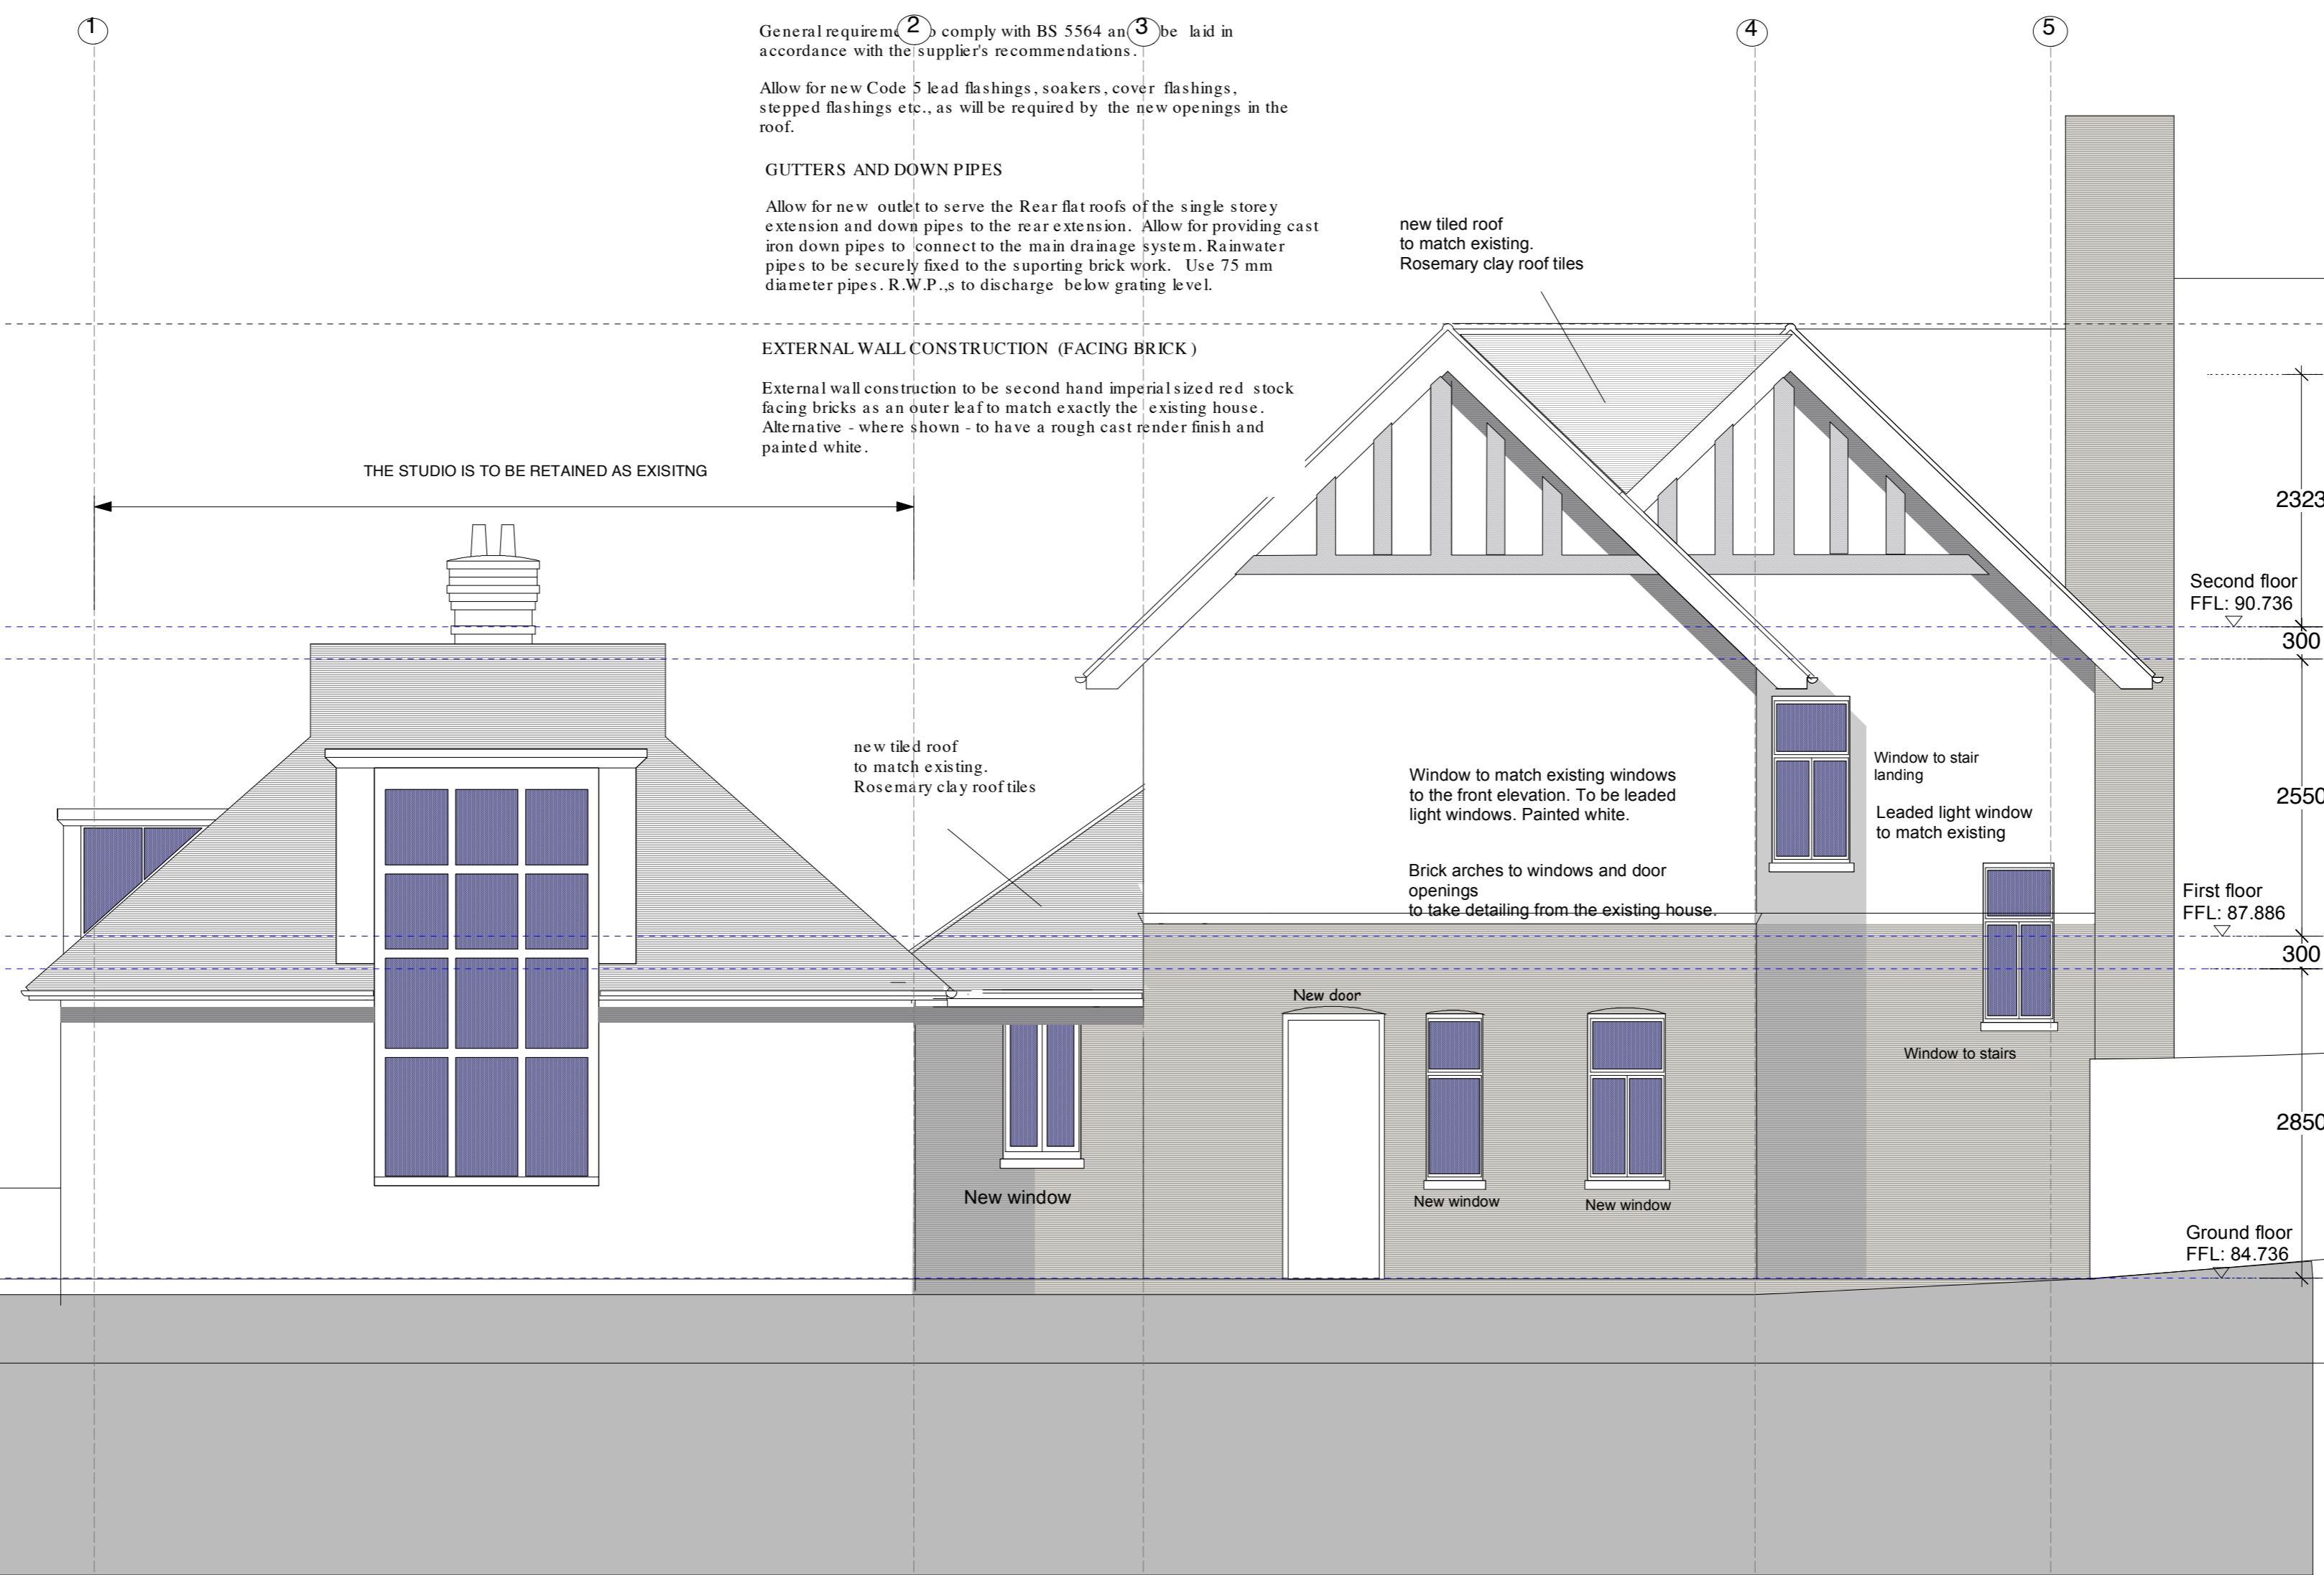 1
2
3
4
5
General requireme o comply with BS 5564 an be laid in
accordance with the supplier's recommendations.
Allow for new Code 5 lead flashings, soakers, cover flashings,
stepped flashings etc., as will be required by the new openings in the
roof.
GUTTERS AND DOWN PIPES
Allow for new outlet to serve the Rear flat roofs of the single storey
extension and down pipes to the rear extension. Allow for providing cast
iron down pipes to connect to the main drainage system. Rainwater
pipes to be securely fixed to the suporting brick work. Use 75 mm
diameter pipes. R.W.P.,s to discharge below grating level.
EXTERNAL WALL CONSTRUCTION (FACING BRICK)
External wall construction to be second hand imperial sized red stock
facing bricks as an outer leaf to match exactly the existing house.
Alternative - where shown - to have a rough cast render finish and
painted white.
new tiled roof
to match existing.
Rosemary clay roof tiles
THE STUDIO IS TO BE RETAINED AS EXISITNG
2323
Second floor
FFL: 90.736
300
new tiled roof
to match existing.
Rosemary clay roof tiles
Window to match existing windows
to the front elevation. To be leaded
light windows. Painted white.
Window to stair
landing
Leaded light window
to match existing
2550
Brick arches to windows and door
openings
to take detailing from the existing house.
First floor
FFL: 87.886
300
New door
Window to stairs
2850
New window
New window
New window
Ground floor
FFL: 84.736